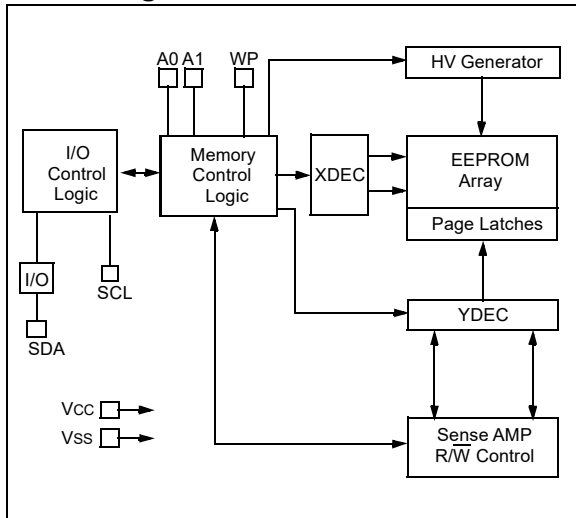 A0 A1 WP
HV Generator
I/O
Control
Logic
Memory
Control
Logic
XDEC
EEPROM
Array
Page Latches
I/O
SCL
SDA
YDEC
VCC
VSS
Sense AMP
R/W̅ Control